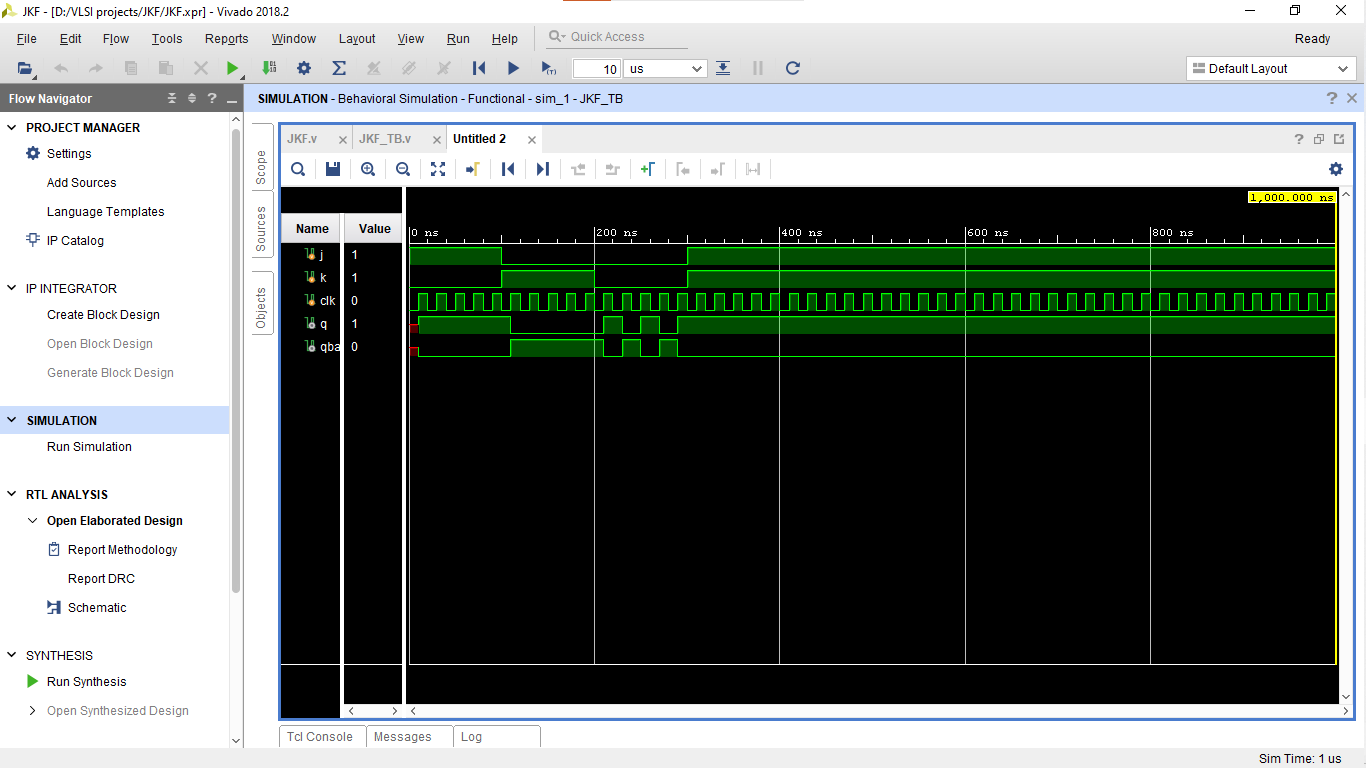 JKF - [D:/VLSI projects/JKF/JKF.xpr] - Vivado 2018.2
File Edit Flow Tools Reports Window Layout View Run Help Quick Access Ready
10 us Default Layout
Flow Navigator
PROJECT MANAGER
Settings
Add Sources
Language Templates
IP Catalog
IP INTEGRATOR
Create Block Design
Open Block Design
Generate Block Design
SIMULATION
Run Simulation
RTL ANALYSIS
Open Elaborated Design
Report Methodology
Report DRC
Schematic
SYNTHESIS
Run Synthesis
Open Synthesized Design
SIMULATION - Behavioral Simulation - Functional - sim_1 - JKF_TB
Scope
Sources
Objects
JKF.v JKF_TB.v Untitled 2
1,000.000 ns
Name Value
0 ns 200 ns 400 ns 600 ns 800 ns
j 1
k 1
clk 0
q 1
qba 0
Tcl Console Messages Log
Sim Time: 1 us